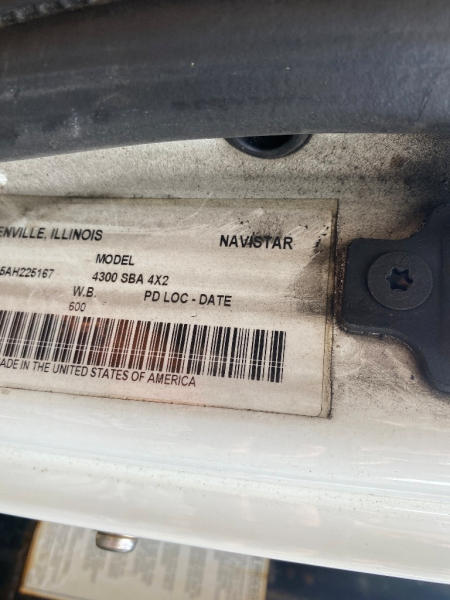 ENVILLE, ILLINOIS NAVISTAR
MODEL
5AH225167 4300 SBA 4X2
W.B. PD LOC - DATE
600
ADE IN THE UNITED STATES OF AMERICA